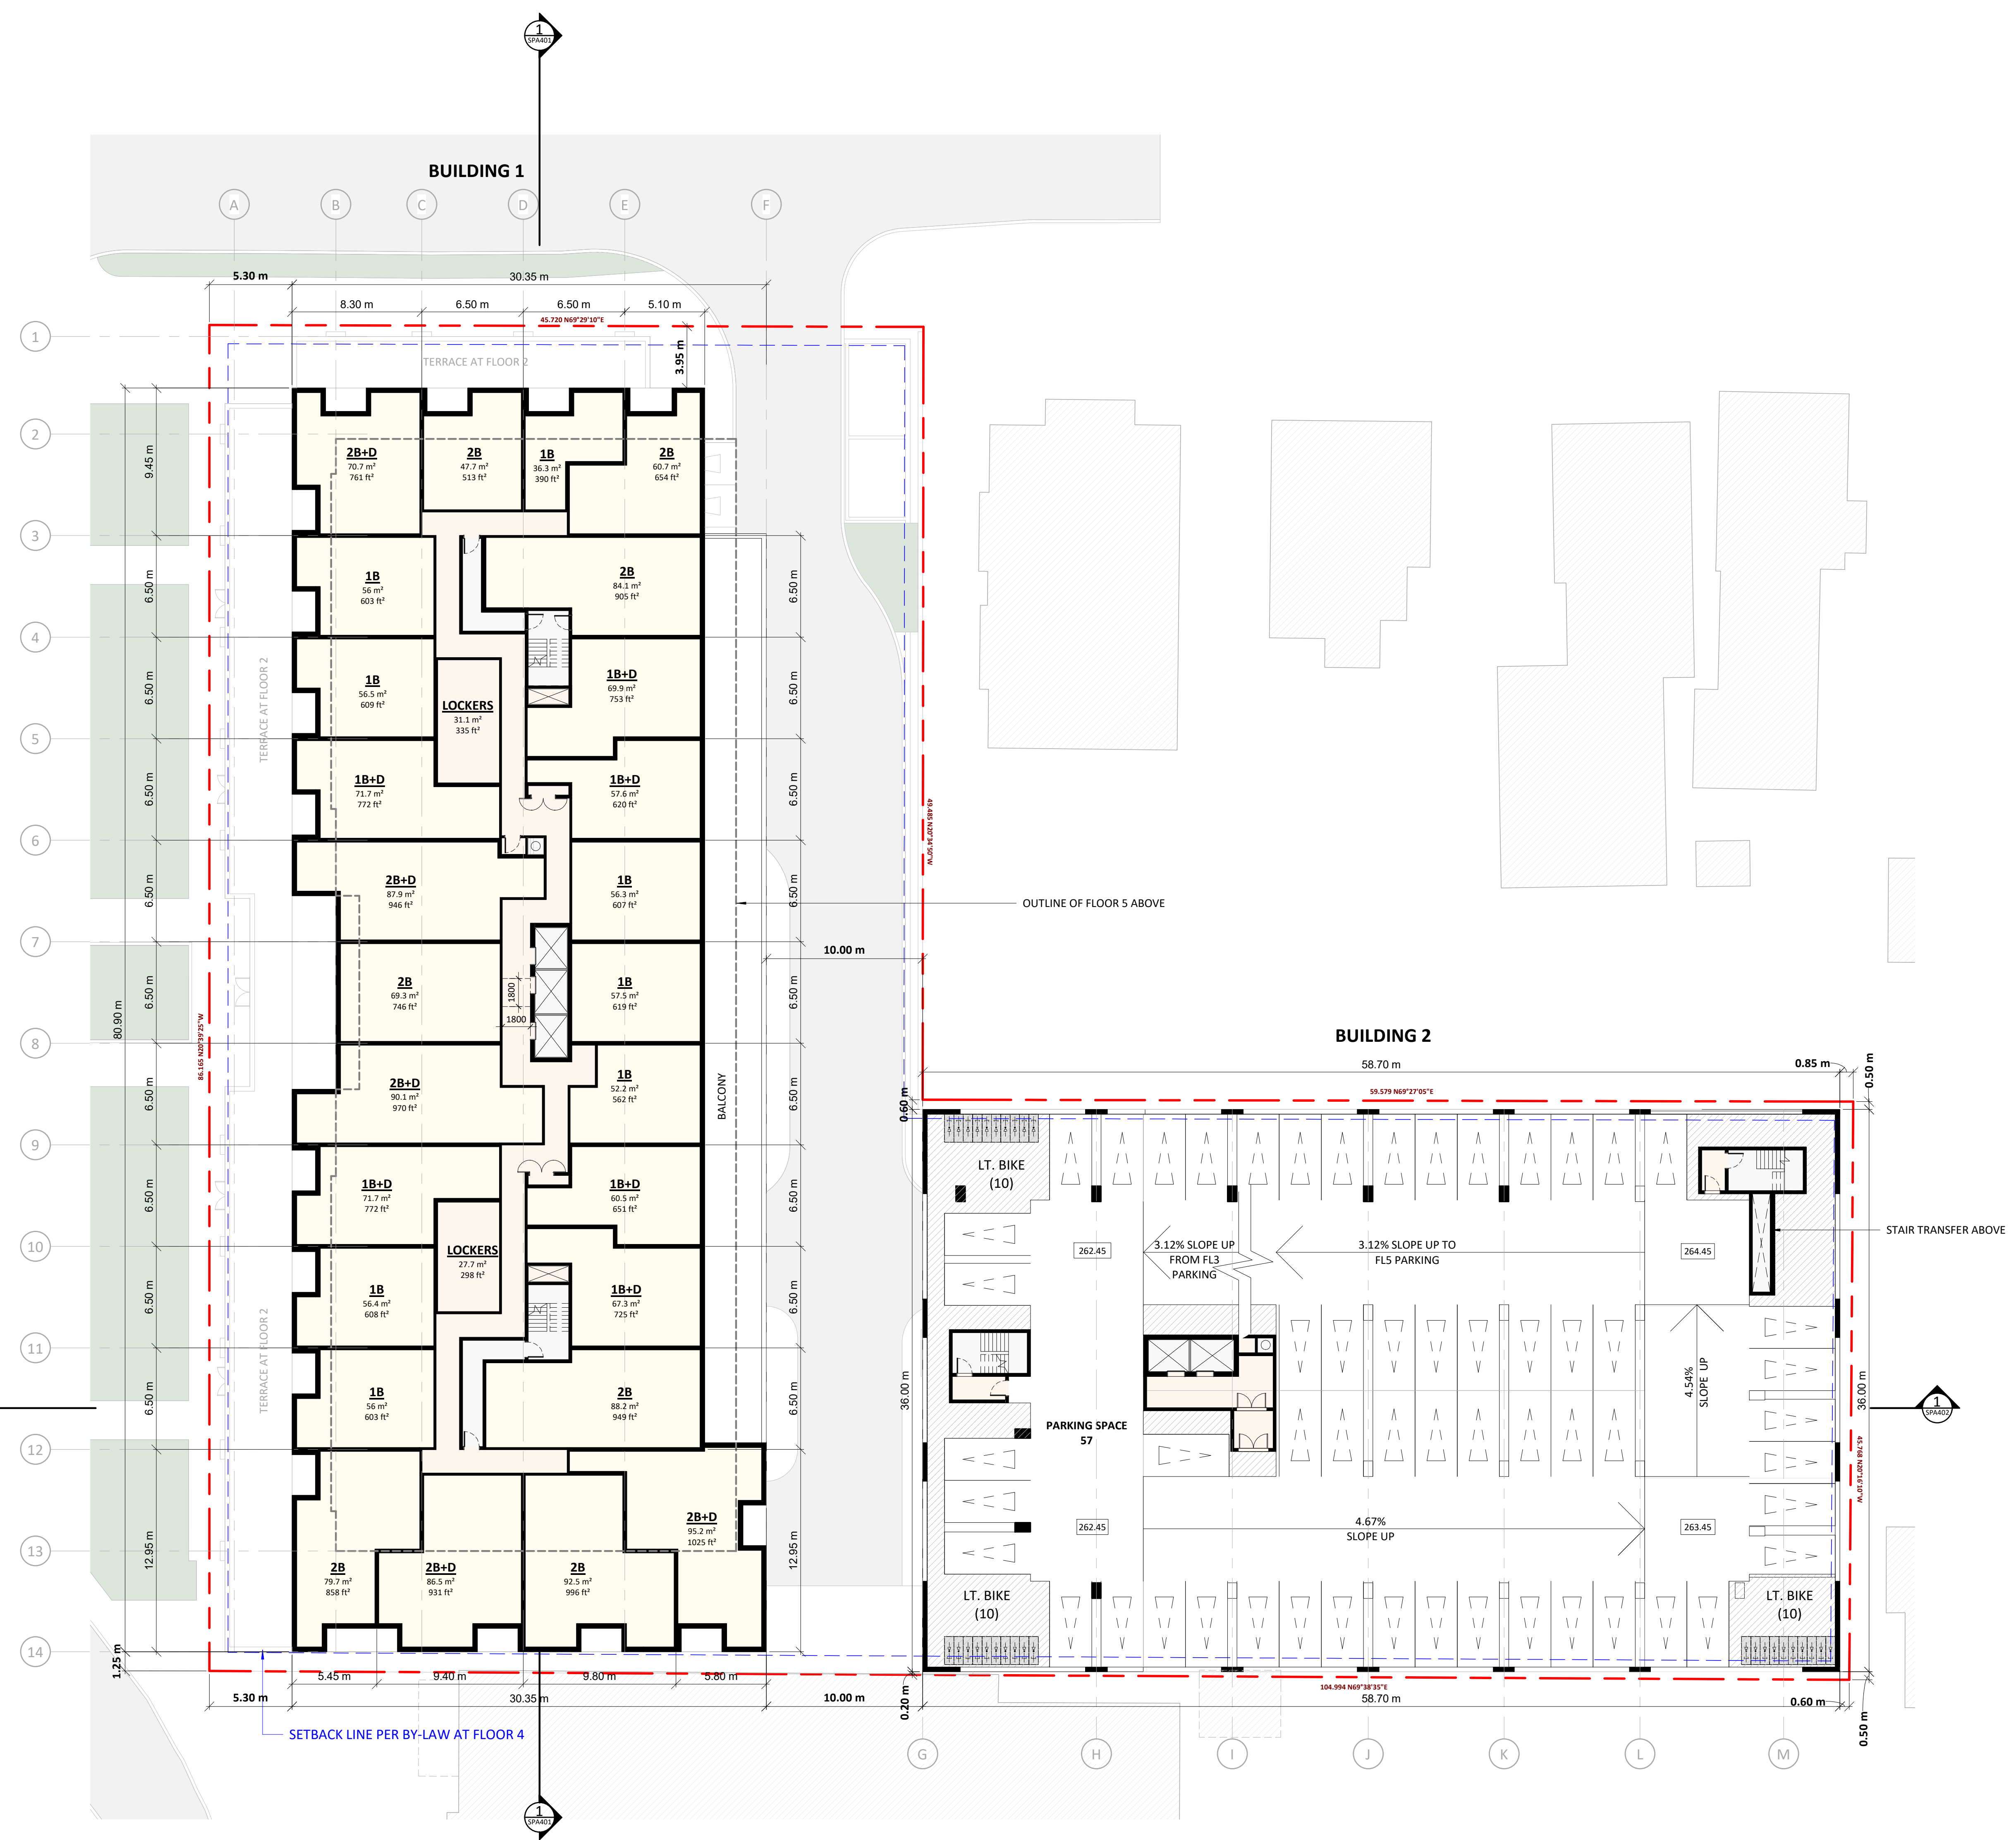 1
SPA401
BUILDING 1
A
B
C
D
E
F
5.30 m
30.35 m
8.30 m
6.50 m
6.50 m
5.10 m
45.720 N69°29'10"E
1
TERRACE AT FLOOR 2
3.95 m
2
9.45 m
2B+D
70.7 m²
761 ft²
2B
47.7 m²
513 ft²
1B
36.3 m²
390 ft²
2B
60.7 m²
654 ft²
3
6.50 m
1B
56 m²
603 ft²
2B
84.1 m²
905 ft²
6.50 m
4
6.50 m
TERRACE AT FLOOR 2
1B
56.5 m²
609 ft²
LOCKERS
31.1 m²
335 ft²
1B+D
69.9 m²
753 ft²
6.50 m
5
6.50 m
1B+D
71.7 m²
772 ft²
1B+D
57.6 m²
620 ft²
6.50 m
49.485 N20°34'50"W
6
6.50 m
2B+D
87.9 m²
946 ft²
1B
56.3 m²
607 ft²
6.50 m
OUTLINE OF FLOOR 5 ABOVE
7
10.00 m
80.90 m
6.50 m
86.165 N20°39'25"W
2B
69.3 m²
746 ft²
1800
1800
1B
57.5 m²
619 ft²
6.50 m
8
6.50 m
2B+D
90.1 m²
970 ft²
1B
52.2 m²
562 ft²
BALCONY
6.50 m
9
6.50 m
1B+D
71.7 m²
772 ft²
1B+D
60.5 m²
651 ft²
6.50 m
10
6.50 m
LOCKERS
27.7 m²
298 ft²
1B
56.4 m²
608 ft²
1B+D
67.3 m²
725 ft²
6.50 m
11
6.50 m
TERRACE AT FLOOR 2
1B
56 m²
603 ft²
2B
88.2 m²
949 ft²
6.50 m
12
12.95 m
2B+D
95.2 m²
1025 ft²
12.95 m
13
2B
79.7 m²
858 ft²
2B+D
86.5 m²
931 ft²
2B
92.5 m²
996 ft²
14
1.25 m
5.45 m
9.40 m
9.80 m
5.80 m
5.30 m
30.35 m
10.00 m
SETBACK LINE PER BY-LAW AT FLOOR 4
1
SPA401
BUILDING 2
58.70 m
0.85 m
0.50 m
59.579 N69°27'05"E
0.60 m
LT. BIKE
(10)
STAIR TRANSFER ABOVE
262.45
3.12% SLOPE UP
FROM FL3
PARKING
3.12% SLOPE UP TO
FL5 PARKING
264.45
36.00 m
4.54%
SLOPE UP
36.00 m
1
SPA402
PARKING SPACE
57
45.768 N20°16'10"W
262.45
4.67%
SLOPE UP
263.45
LT. BIKE
(10)
LT. BIKE
(10)
104.994 N69°38'35"E
0.20 m
58.70 m
0.60 m
0.50 m
G
H
I
J
K
L
M